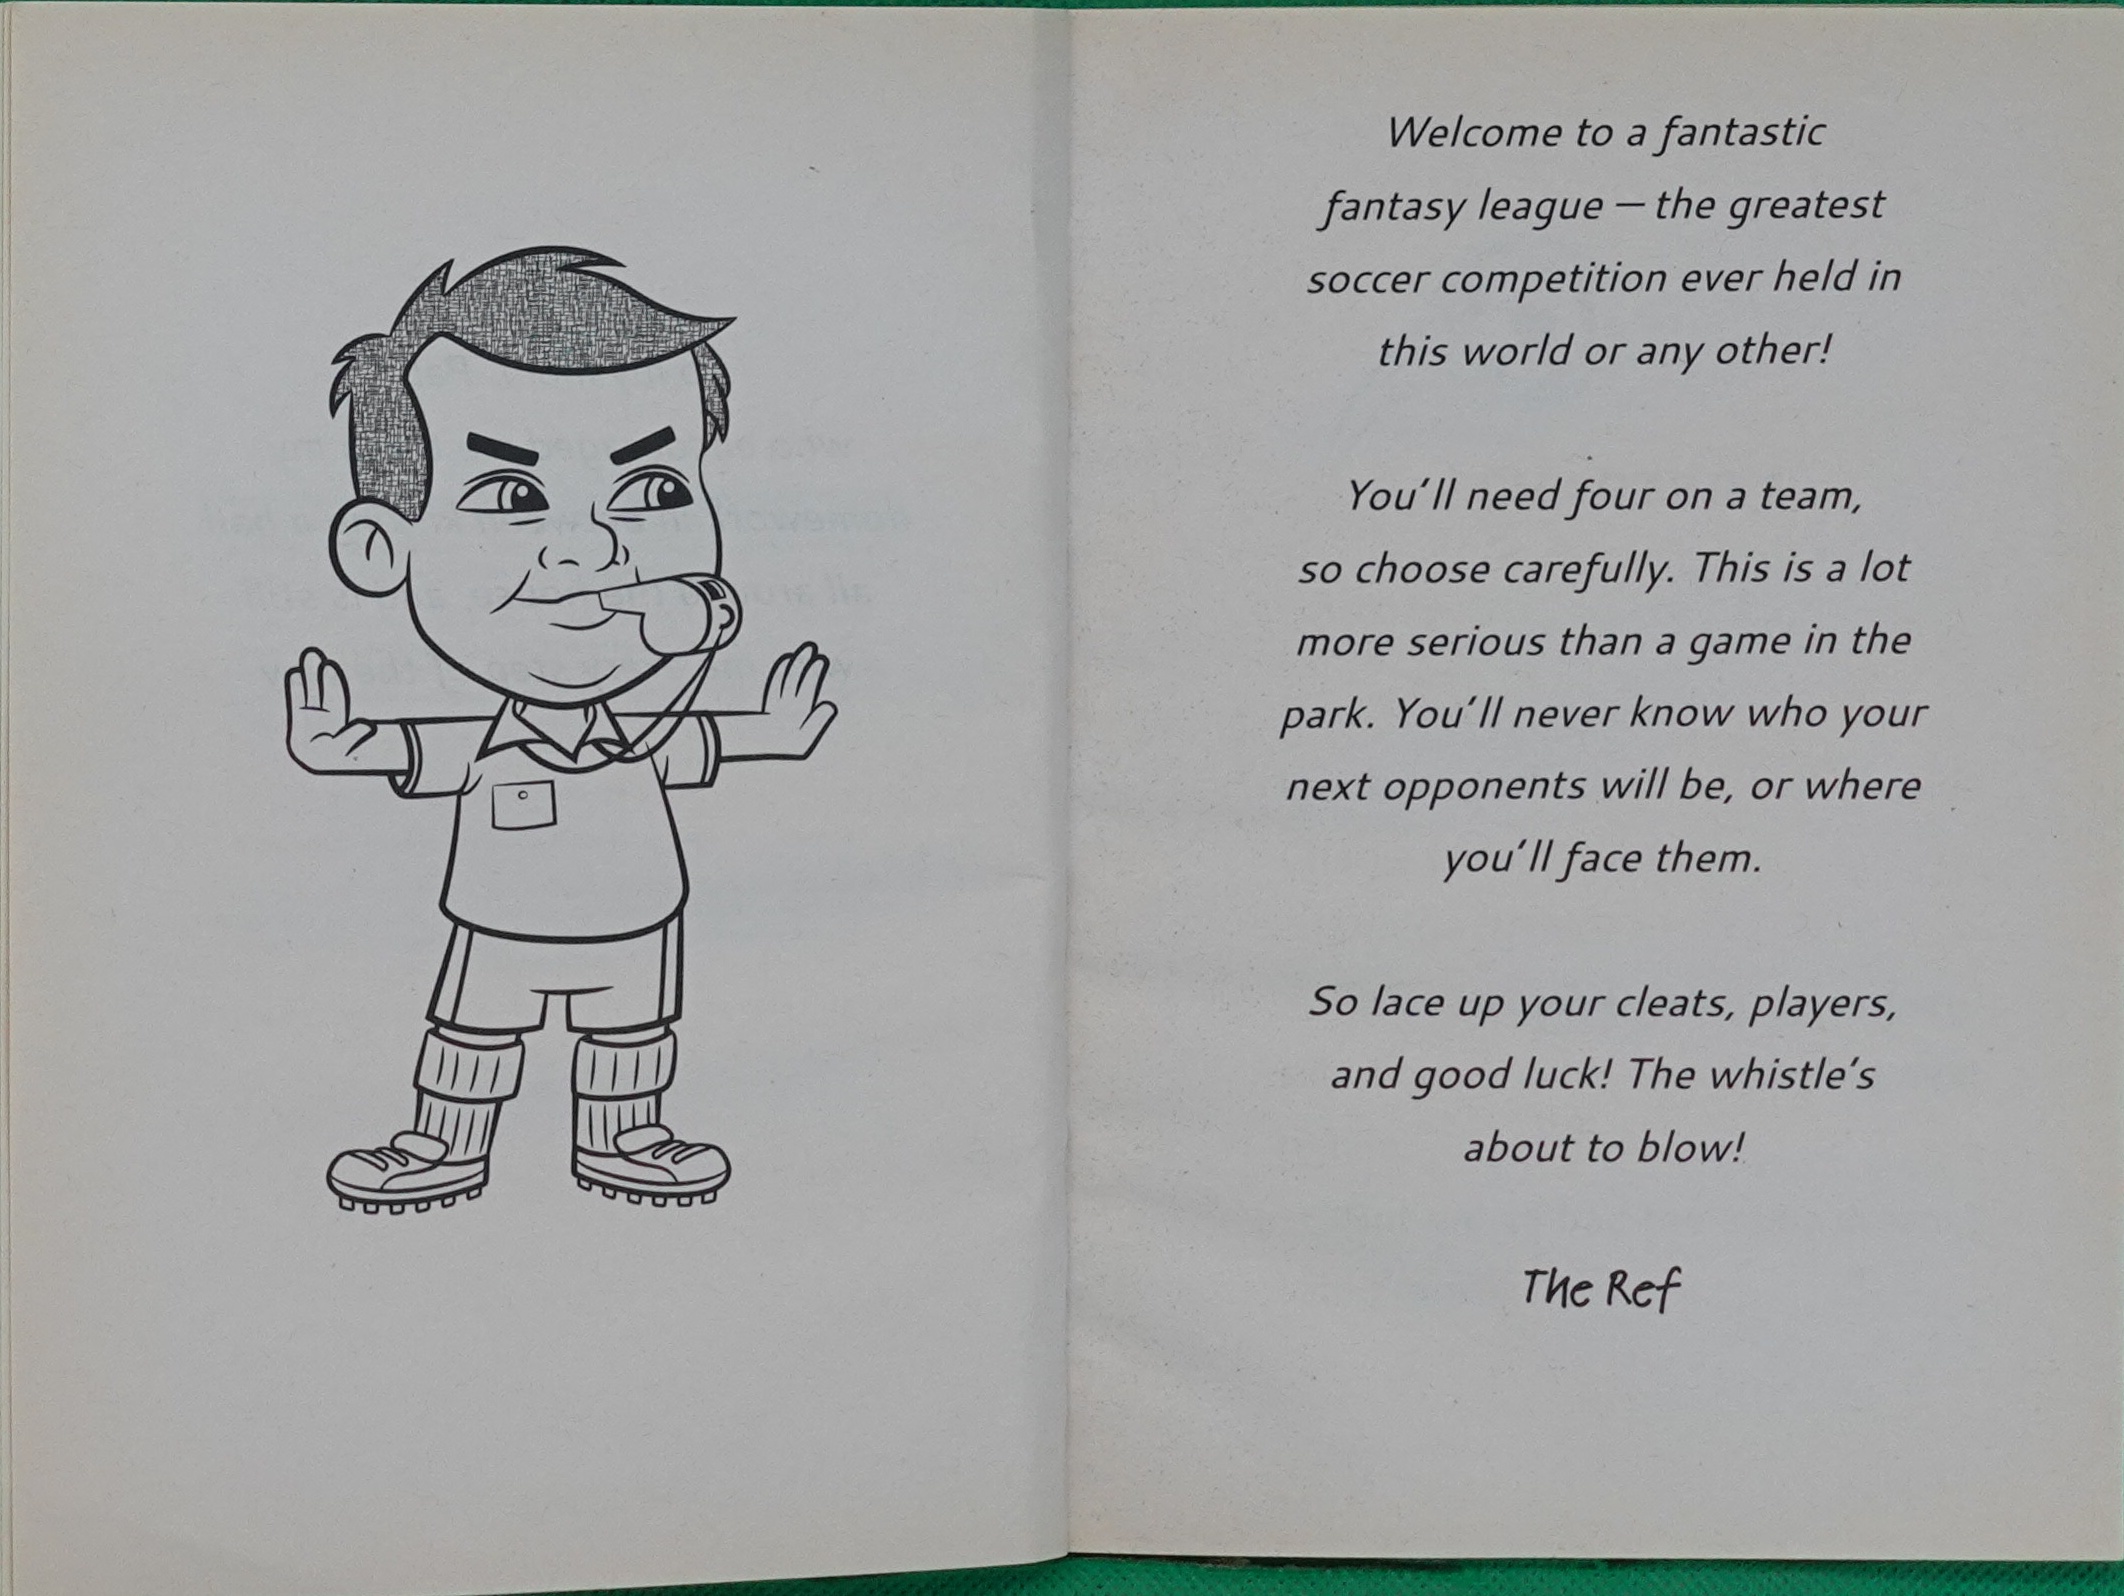 Welcome to a fantastic
fantasy league — the greatest
soccer competition ever held in
this world or any other!
You'll need four on a team,
so choose carefully. This is a lot
more serious than a game in the
park. You'll never know who your
next opponents will be, or where
you'll face them.
So lace up your cleats, players,
and good luck! The whistle's
about to blow!
The Ref